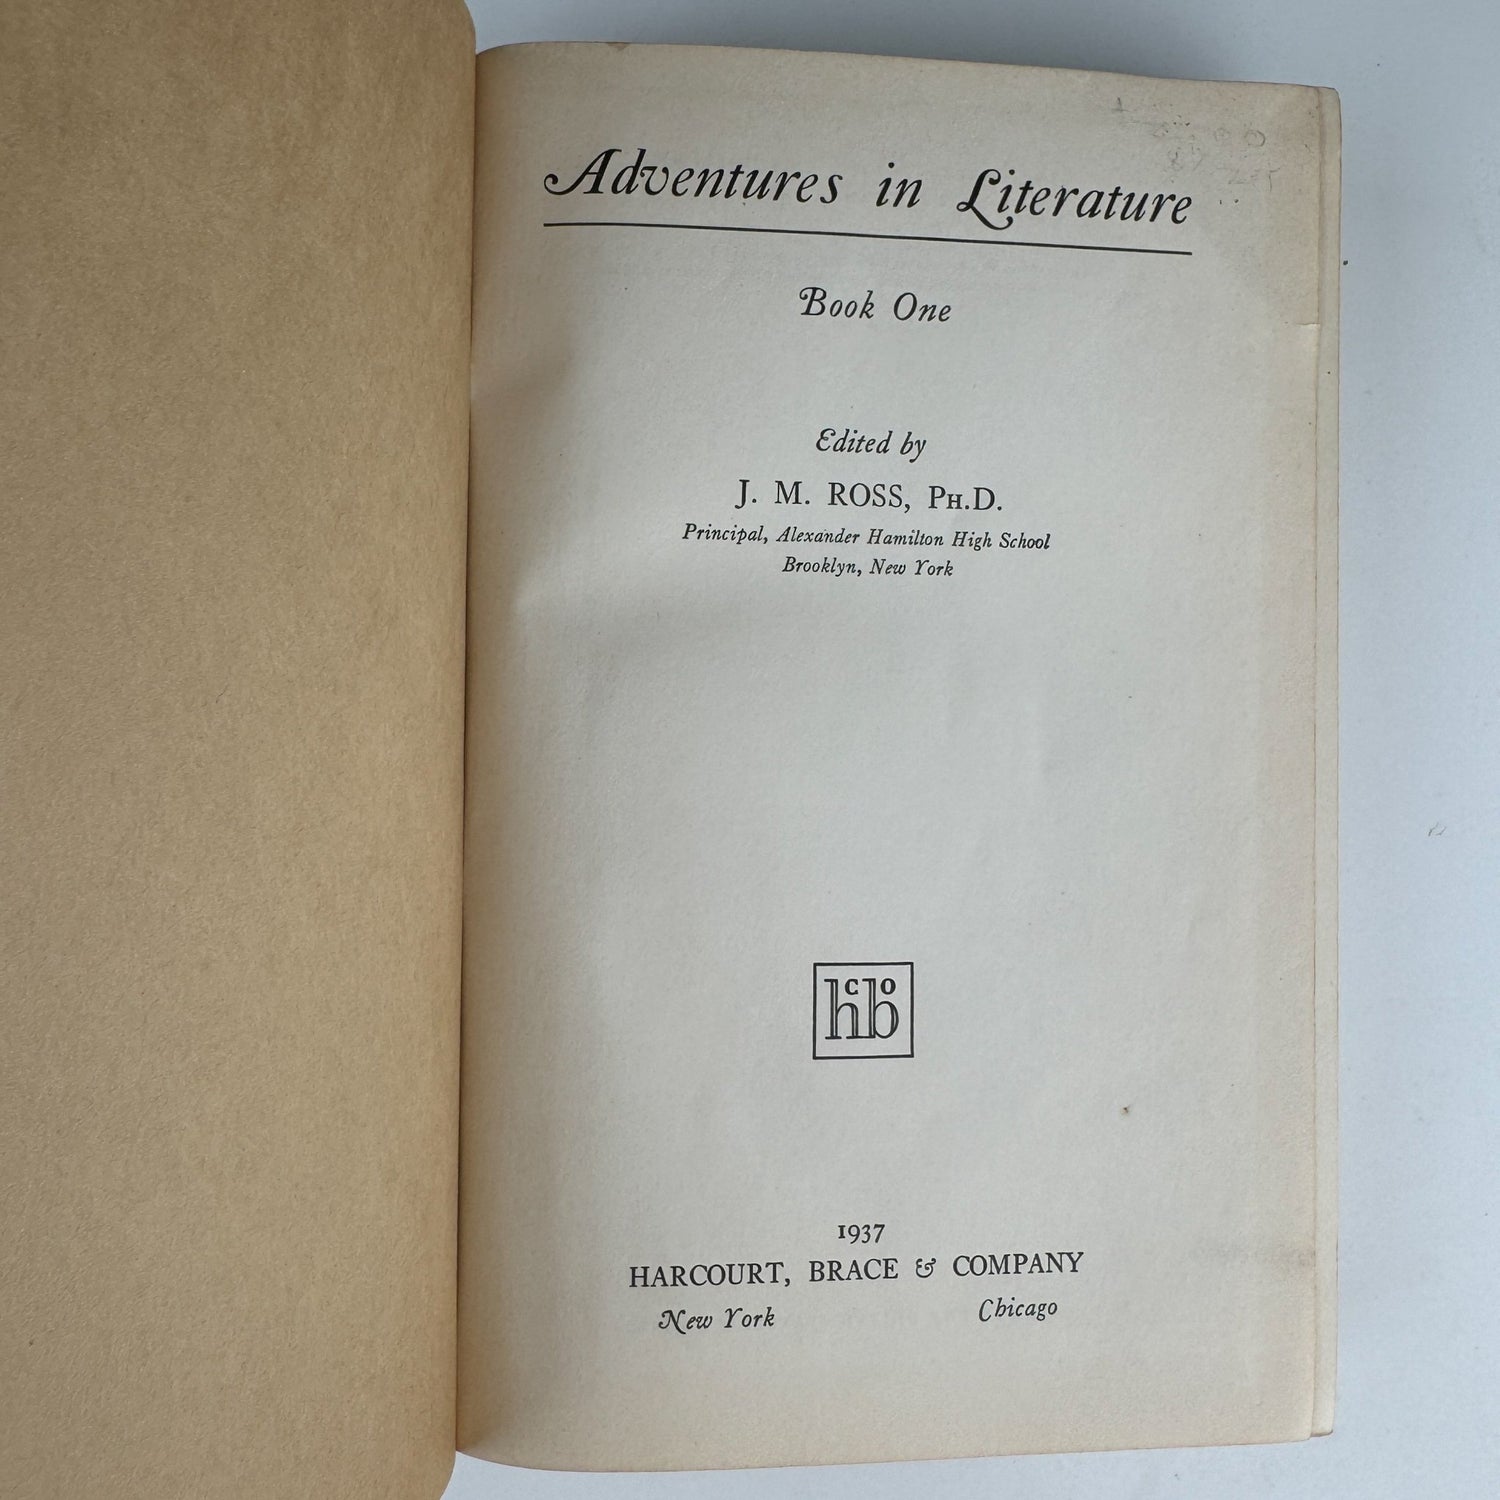 Adventures in Literature
Book One
Edited by
J. M. ROSS, PH.D.
Principal, Alexander Hamilton High School
Brooklyn, New York
hcbo
1937
HARCOURT, BRACE & COMPANY
New York Chicago